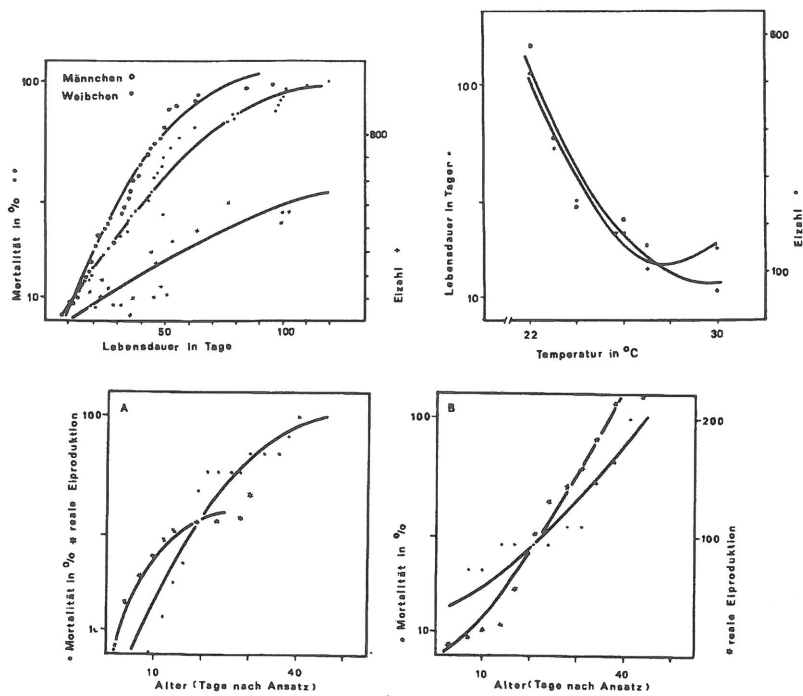 100
Männchen o
Weibchen •
Mortalität in %
10
50
100
Lebensdauer in Tage
800
Eizahl +
100
Lebensdauer in Tagen
10
22
30
Temperatur in °C
800
100
Eizahl °
A
100
° Mortalität in % * reale Eiproduktion
10
40
Alter (Tage nach Ansatz)
B
100
° Mortalität in %
10
10
40
Alter (Tage nach Ansatz)
200
100
* reale Eiproduktion